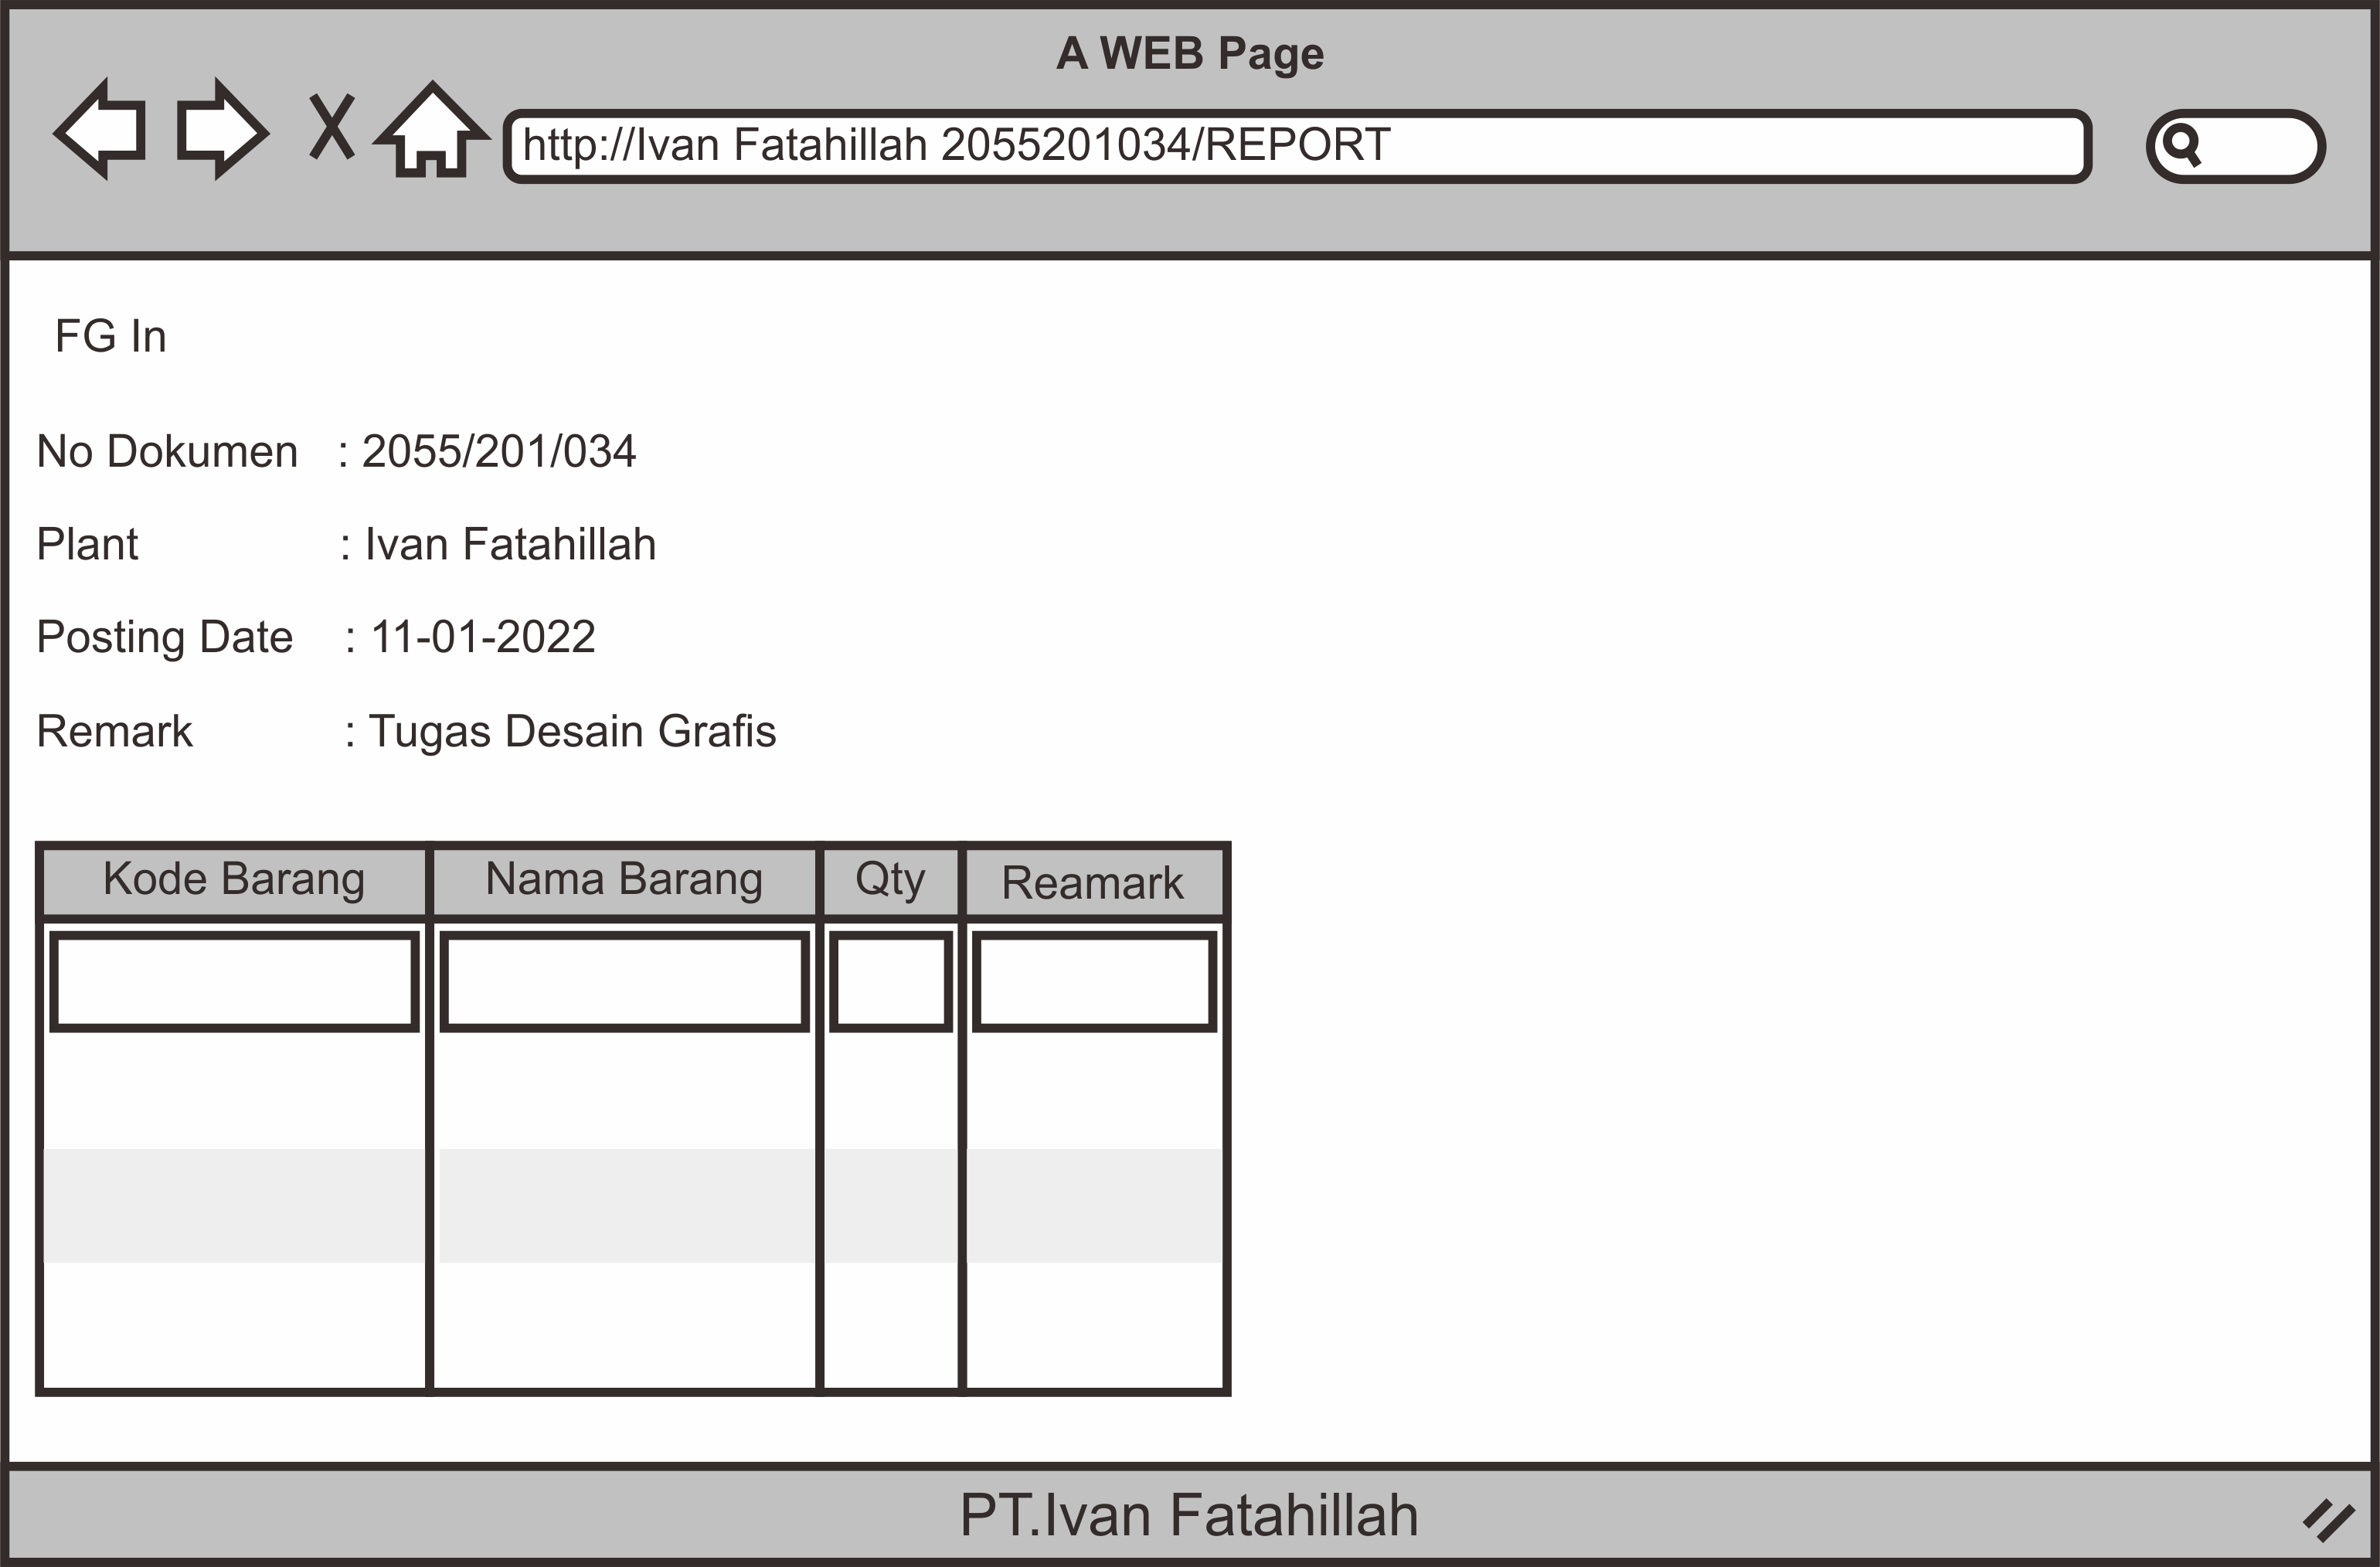 A WEB Page
http://Ivan Fatahillah 2055201034/REPORT
FG In
No Dokumen : 2055/201/034
Plant : Ivan Fatahillah
Posting Date : 11-01-2022
Remark : Tugas Desain Grafis
Kode Barang Nama Barang Qty Reamark
PT.Ivan Fatahillah